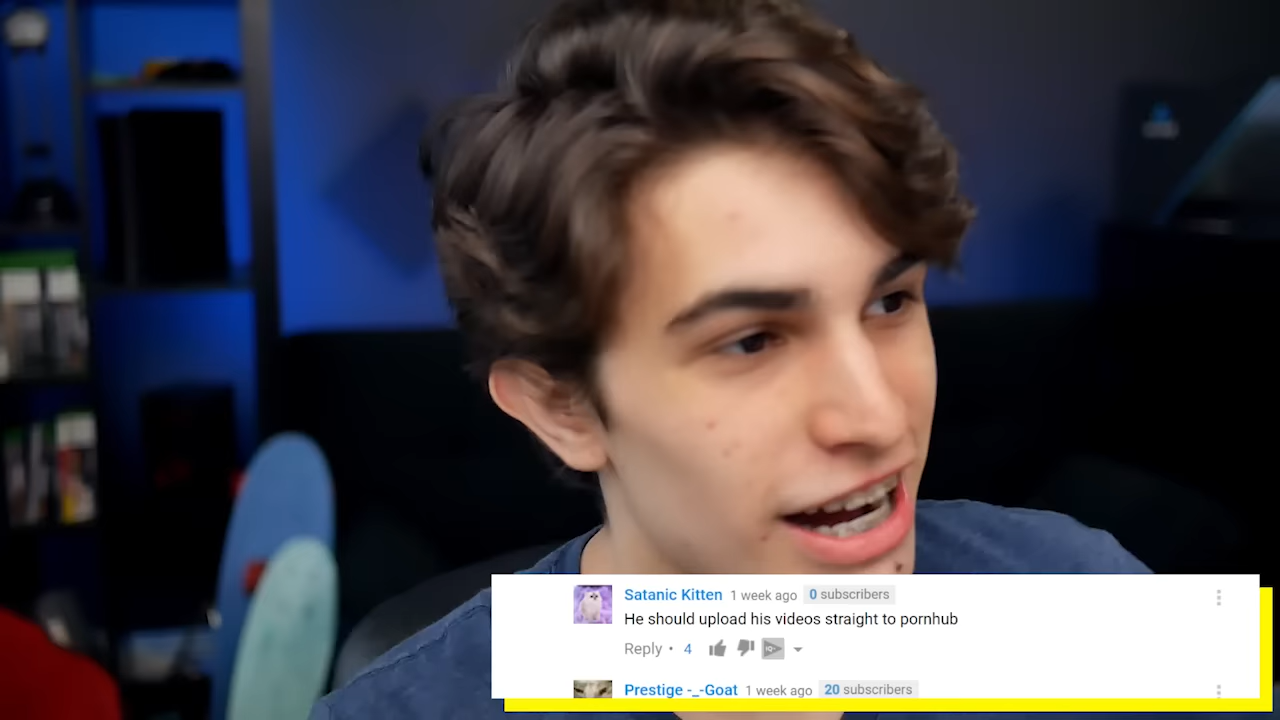 Satanic Kitten 1 week ago 0 subscribers
He should upload his videos straight to pornhub
Reply • 4
Prestige -_-Goat 1 week ago 20 subscribers